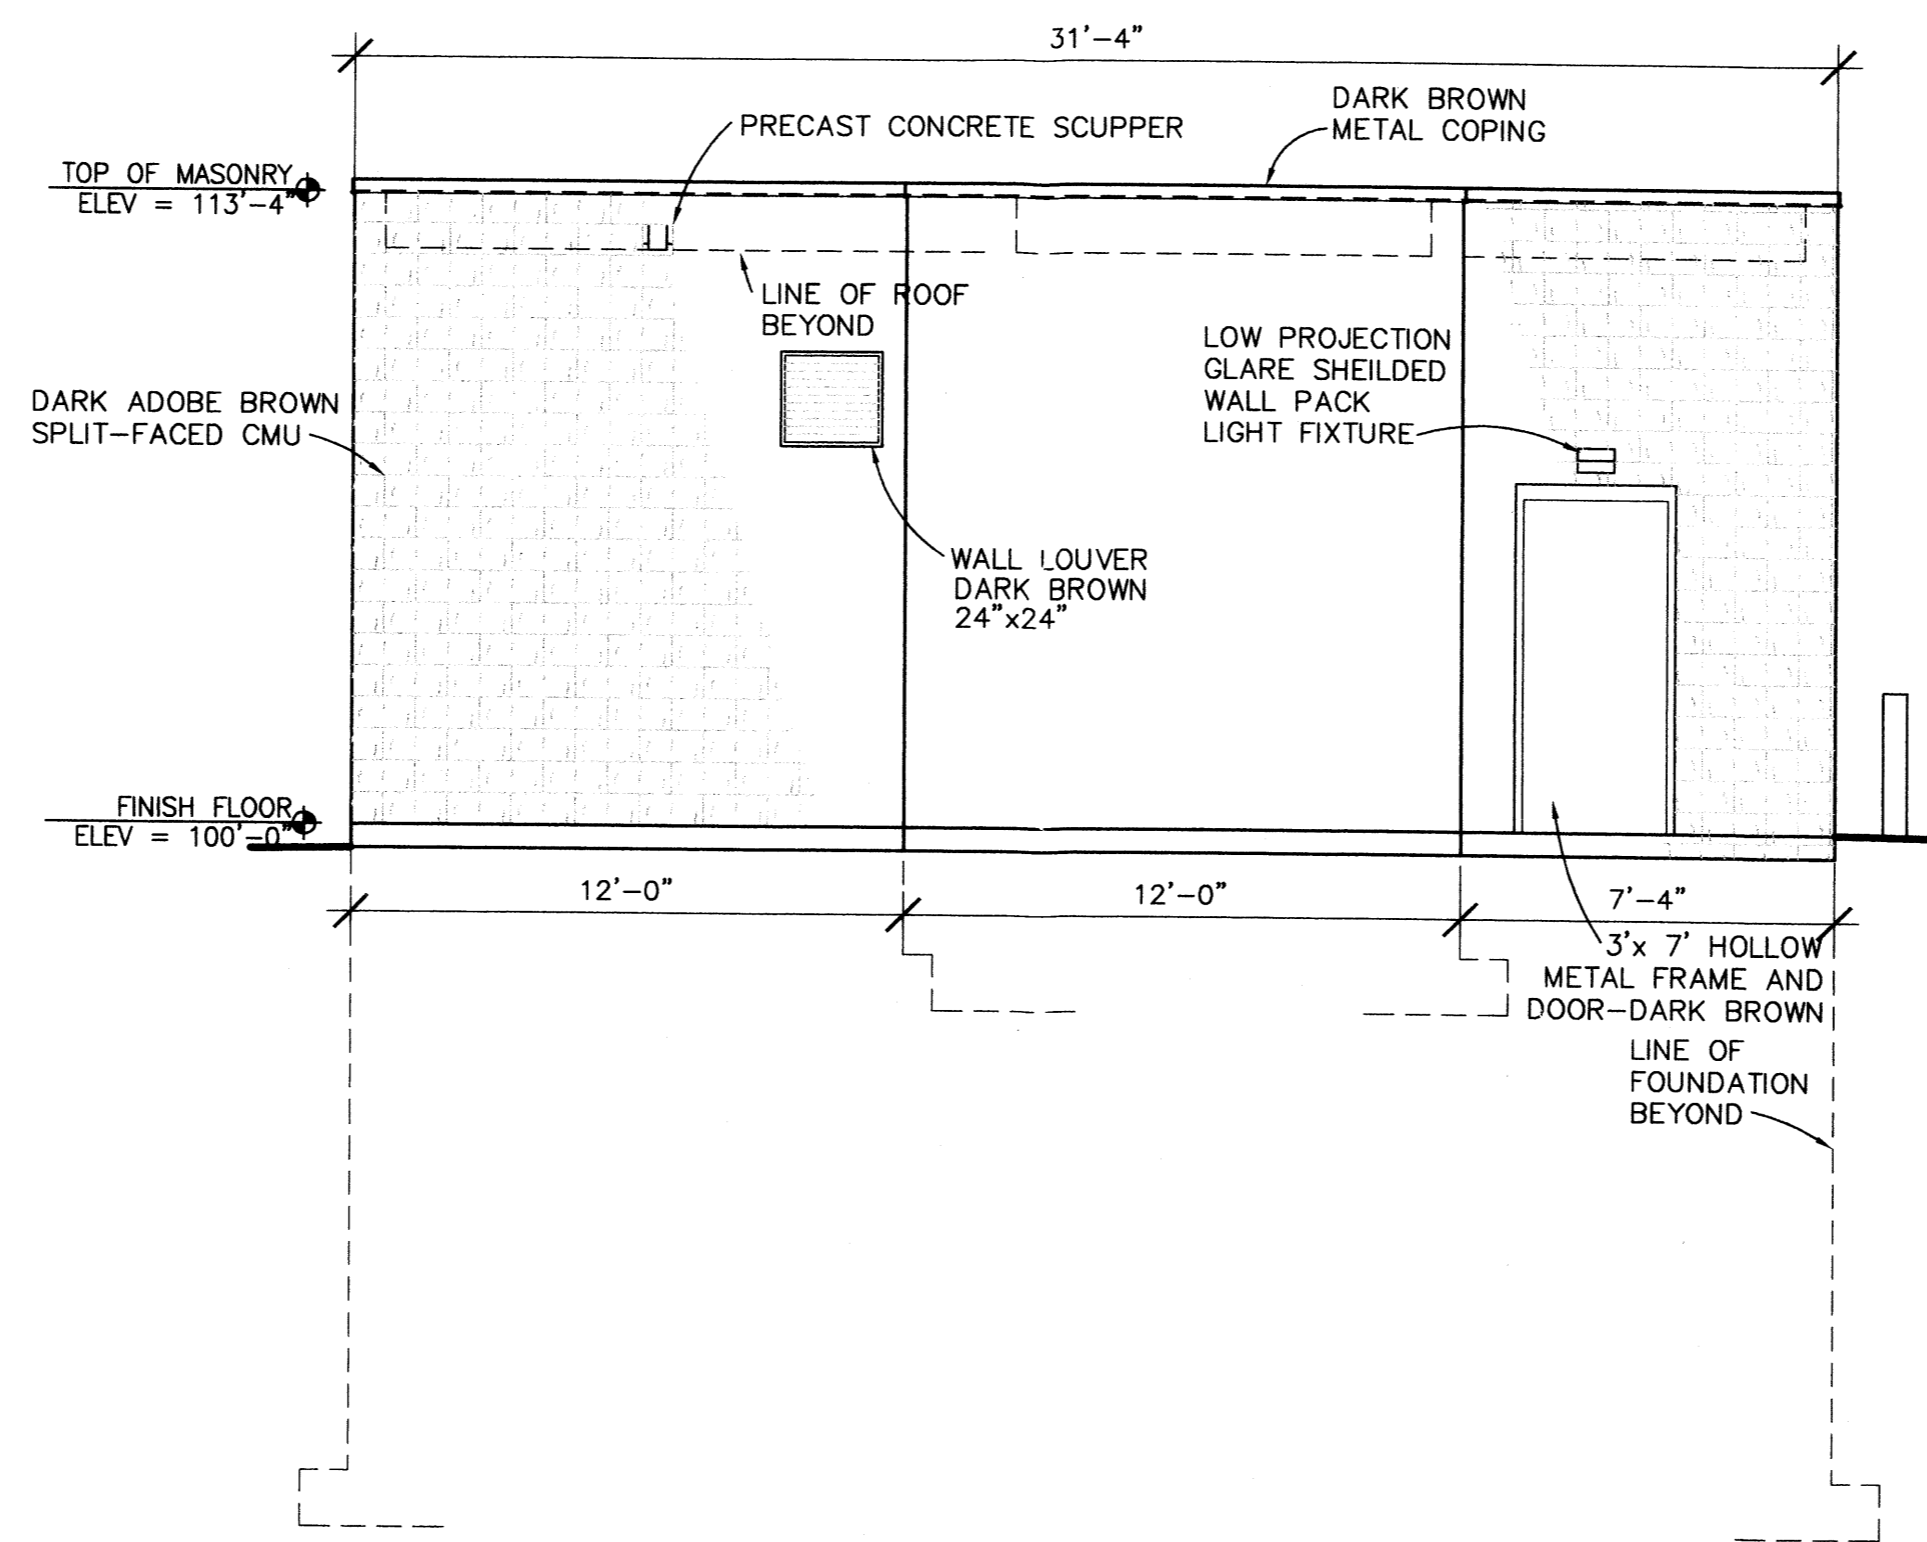 31'-4"
DARK BROWN
METAL COPING
PRECAST CONCRETE SCUPPER
TOP OF MASONRY
ELEV = 113'-4"
LINE OF ROOF
BEYOND
LOW PROJECTION
GLARE SHEILDED
WALL PACK
LIGHT FIXTURE
DARK ADOBE BROWN
SPLIT-FACED CMU
WALL LOUVER
DARK BROWN
24"x24"
FINISH FLOOR
ELEV = 100'-0"
12'-0"
12'-0"
7'-4"
3'x 7' HOLLOW
METAL FRAME AND
DOOR-DARK BROWN
LINE OF
FOUNDATION
BEYOND